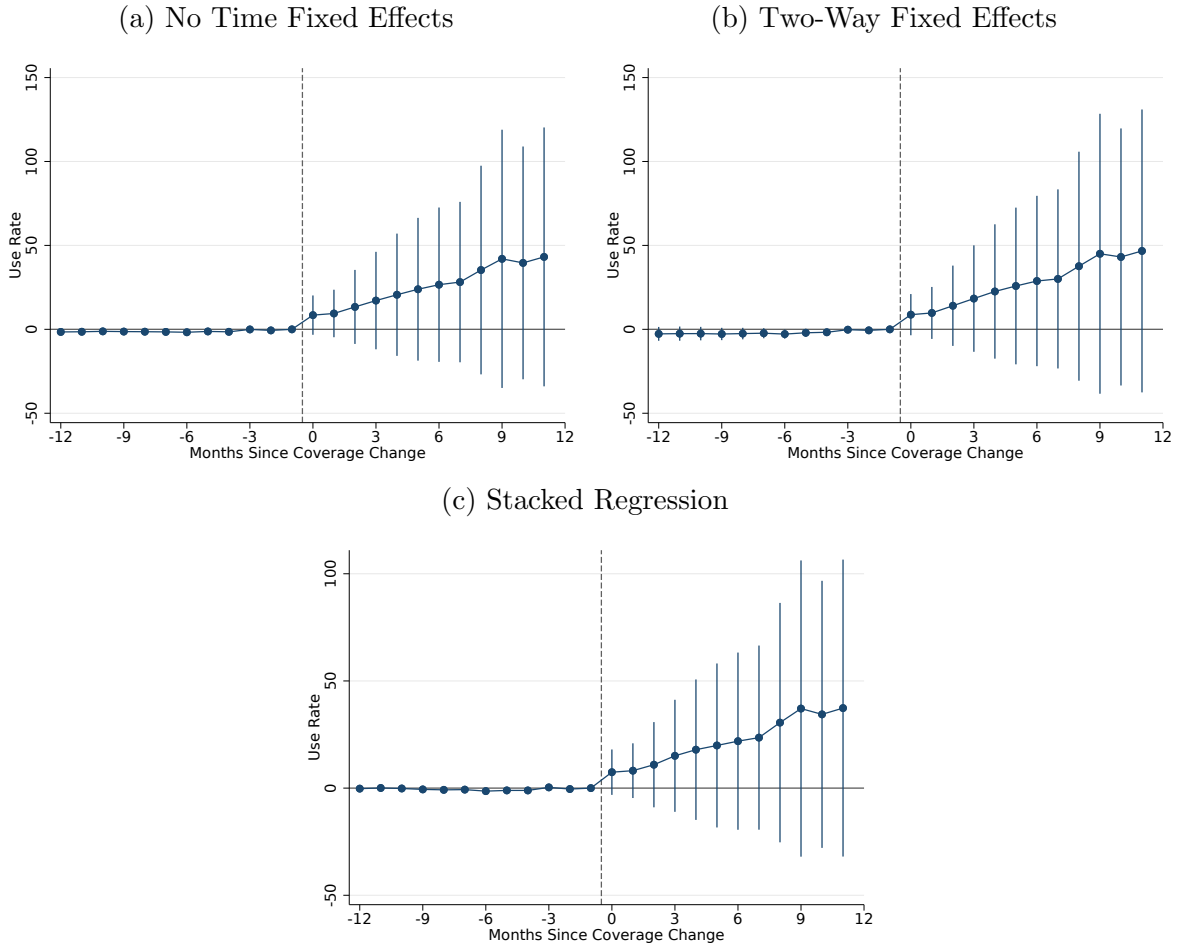 (a) No Time Fixed Effects
150
100
50
0
-50
Use Rate
-12 -9 -6 -3 0 3 6 9 12
Months Since Coverage Change
(b) Two-Way Fixed Effects
150
100
50
0
-50
Use Rate
-12 -9 -6 -3 0 3 6 9 12
Months Since Coverage Change
(c) Stacked Regression
100
50
0
-50
Use Rate
-12 -9 -6 -3 0 3 6 9 12
Months Since Coverage Change